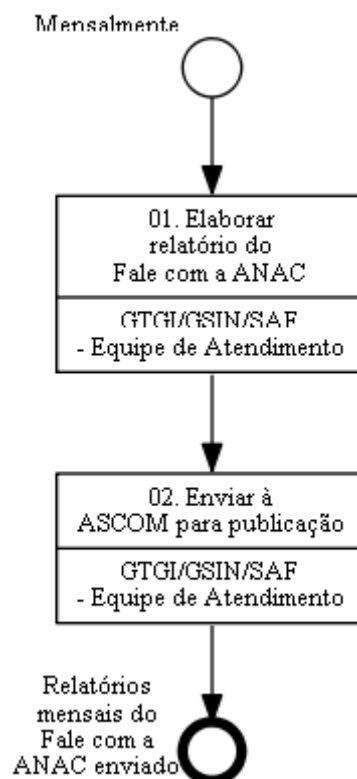 Mensalmente
01. Elaborar
relatório do
Fale com a ANAC
GTGI/GSIN/SAF
- Equipe de Atendimento
02. Enviar à
ASCOM para publicação
GTGI/GSIN/SAF
- Equipe de Atendimento
Relatórios
mensais do
Fale com a
ANAC enviado